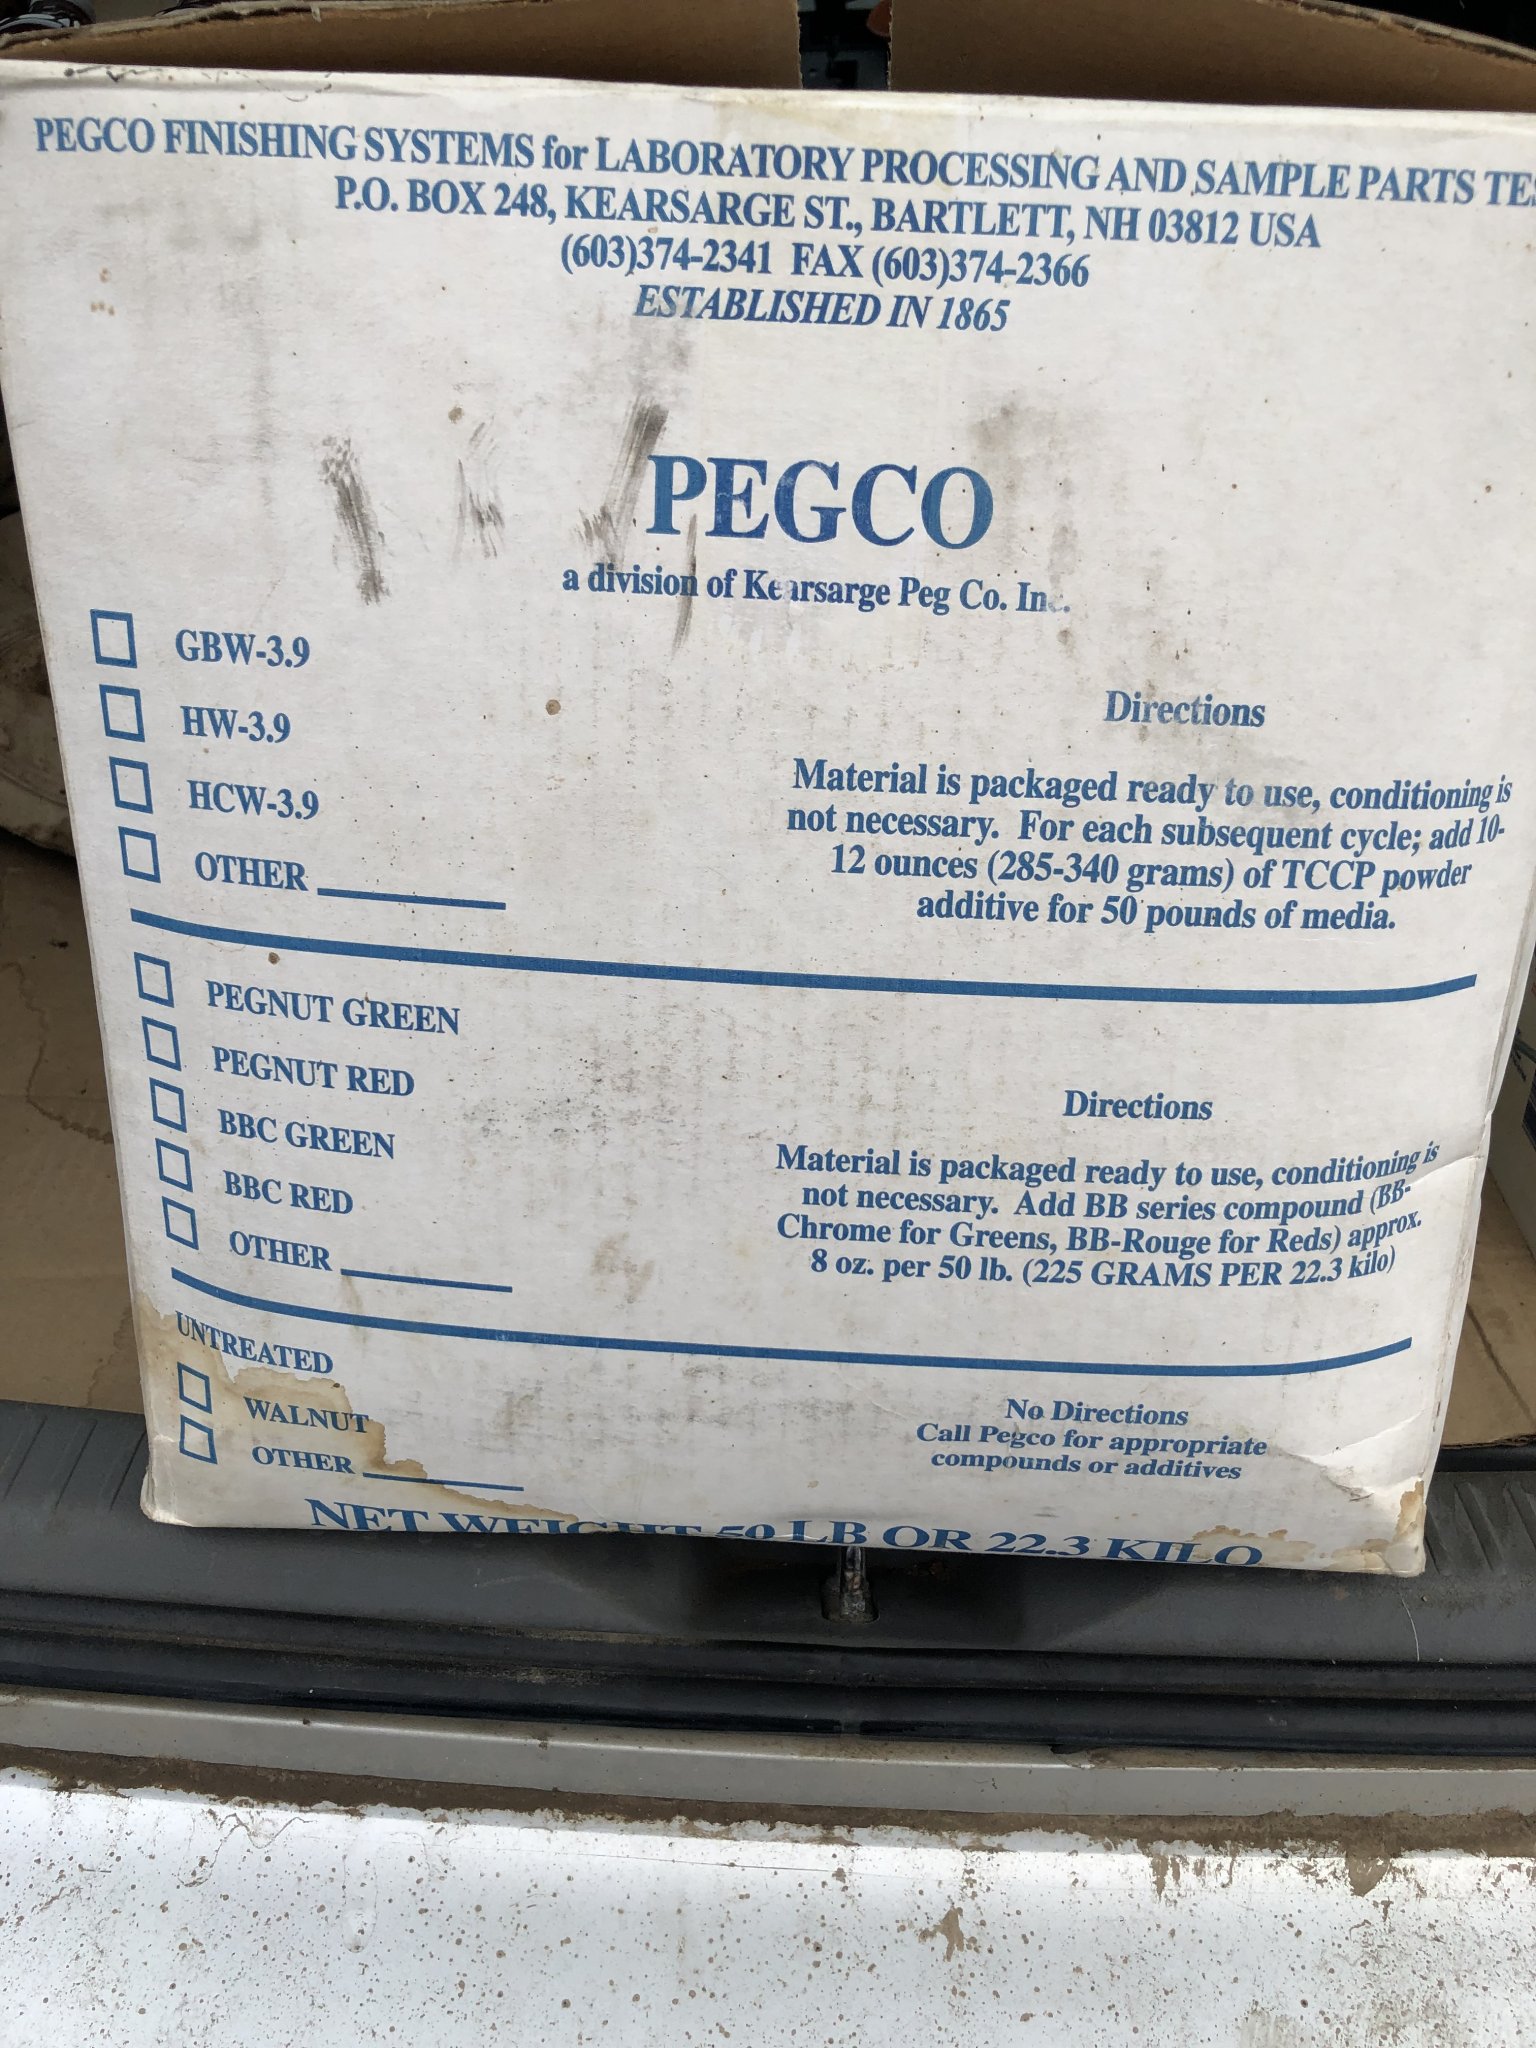 PEGCO FINISHING SYSTEMS for LABORATORY PROCESSING AND SAMPLE PARTS
P.O. BOX 248, KEARSARGE ST., BARTLETT, NH 03812 USA
(603)374-2341 FAX (603)374-2366
ESTABLISHED IN 1865
PEGCO
a division of Kearsarge Peg Co. Inc.
GBW-3.9
HW-3.9
HCW-3.9
OTHER
Directions
Material is packaged ready to use, conditioning is
not necessary. For each subsequent cycle; add 10-
12 ounces (285-340 grams) of TCCP powder
additive for 50 pounds of media.
PEGNUT GREEN
PEGNUT RED
BBC GREEN
BBC RED
OTHER
Directions
Material is packaged ready to use, conditioning is
not necessary. Add BB series compound (BB-
Chrome for Greens, BB-Rouge for Reds) approx.
8 oz. per 50 lb. (225 GRAMS PER 22.3 kilo)
UNTREATED
WALNUT
OTHER
No Directions
Call Pegco for appropriate
compounds or additives
NET WEIGHT 50 LB OR 22.3 KILO